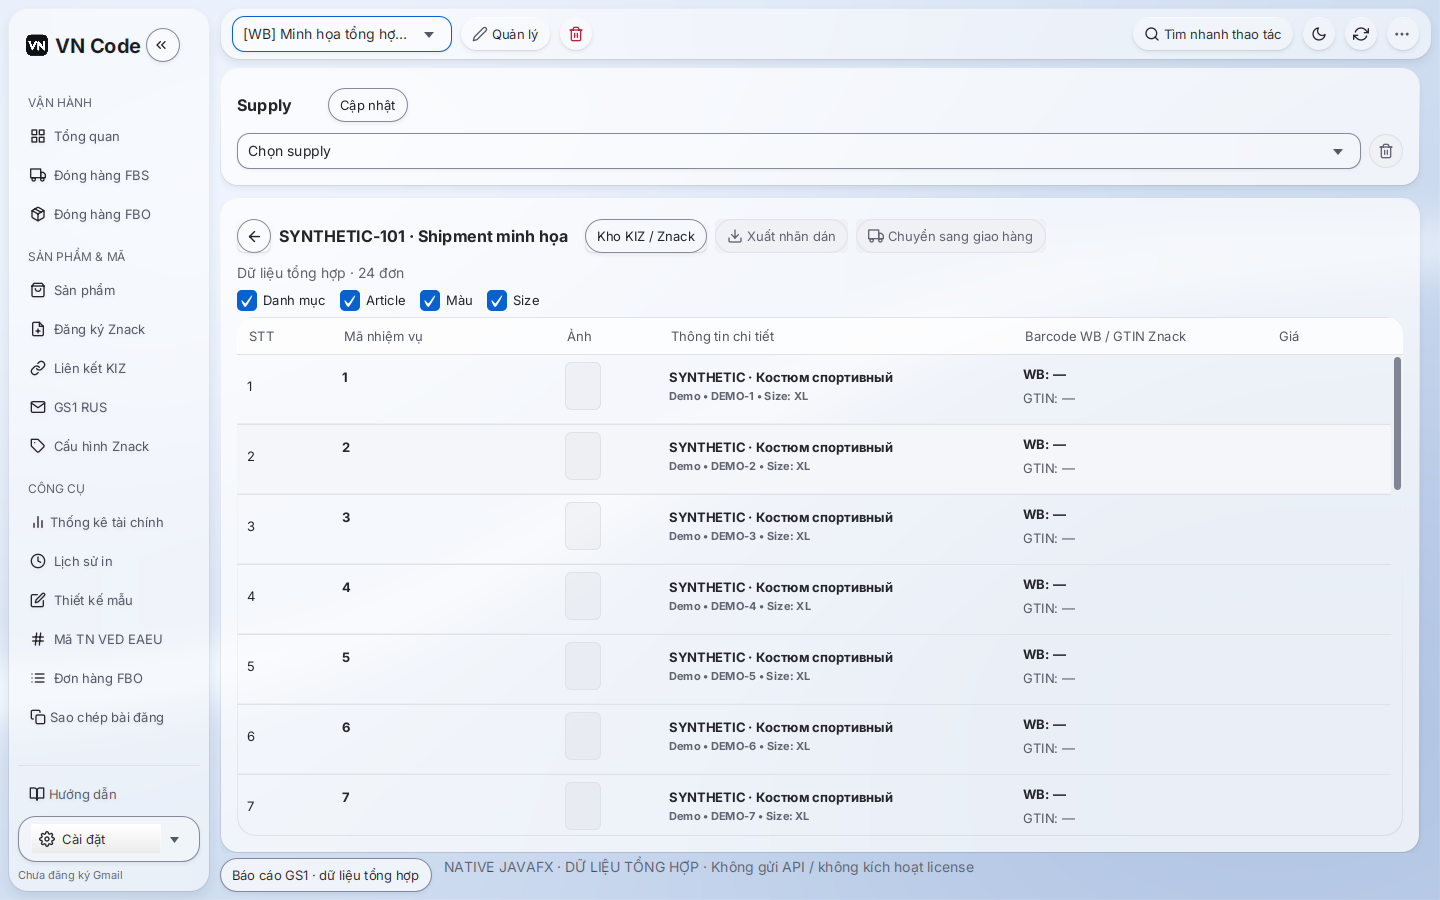 VN VN Code
VẬN HÀNH
Tổng quan
Đóng hàng FBS
Đóng hàng FBO
SẢN PHẨM & MÃ
Sản phẩm
Đăng ký Znack
Liên kết KIZ
GS1 RUS
Cấu hình Znack
CÔNG CỤ
Thống kê tài chính
Lịch sử in
Thiết kế mẫu
Mã TN VED EAEU
Đơn hàng FBO
Sao chép bài đăng
Hướng dẫn
Cài đặt
Chưa đăng ký Gmail
[WB] Minh họa tổng hợ... Quản lý Tìm nhanh thao tác
Supply Cập nhật
Chọn supply
SYNTHETIC-101 · Shipment minh họa Kho KIZ / Znack Xuất nhãn dán Chuyển sang giao hàng
Dữ liệu tổng hợp · 24 đơn
Danh mục Article Màu Size
STT Mã nhiệm vụ Ảnh Thông tin chi tiết Barcode WB / GTIN Znack Giá
1 1 SYNTHETIC · Костюм спортивный WB: —
Demo • DEMO-1 • Size: XL GTIN: —
2 2 SYNTHETIC · Костюм спортивный WB: —
Demo • DEMO-2 • Size: XL GTIN: —
3 3 SYNTHETIC · Костюм спортивный WB: —
Demo • DEMO-3 • Size: XL GTIN: —
4 4 SYNTHETIC · Костюм спортивный WB: —
Demo • DEMO-4 • Size: XL GTIN: —
5 5 SYNTHETIC · Костюм спортивный WB: —
Demo • DEMO-5 • Size: XL GTIN: —
6 6 SYNTHETIC · Костюм спортивный WB: —
Demo • DEMO-6 • Size: XL GTIN: —
7 7 SYNTHETIC · Костюм спортивный WB: —
Demo • DEMO-7 • Size: XL GTIN: —
Báo cáo GS1 · dữ liệu tổng hợp NATIVE JAVAFX · DỮ LIỆU TỔNG HỢP · Không gửi API / không kích hoạt license